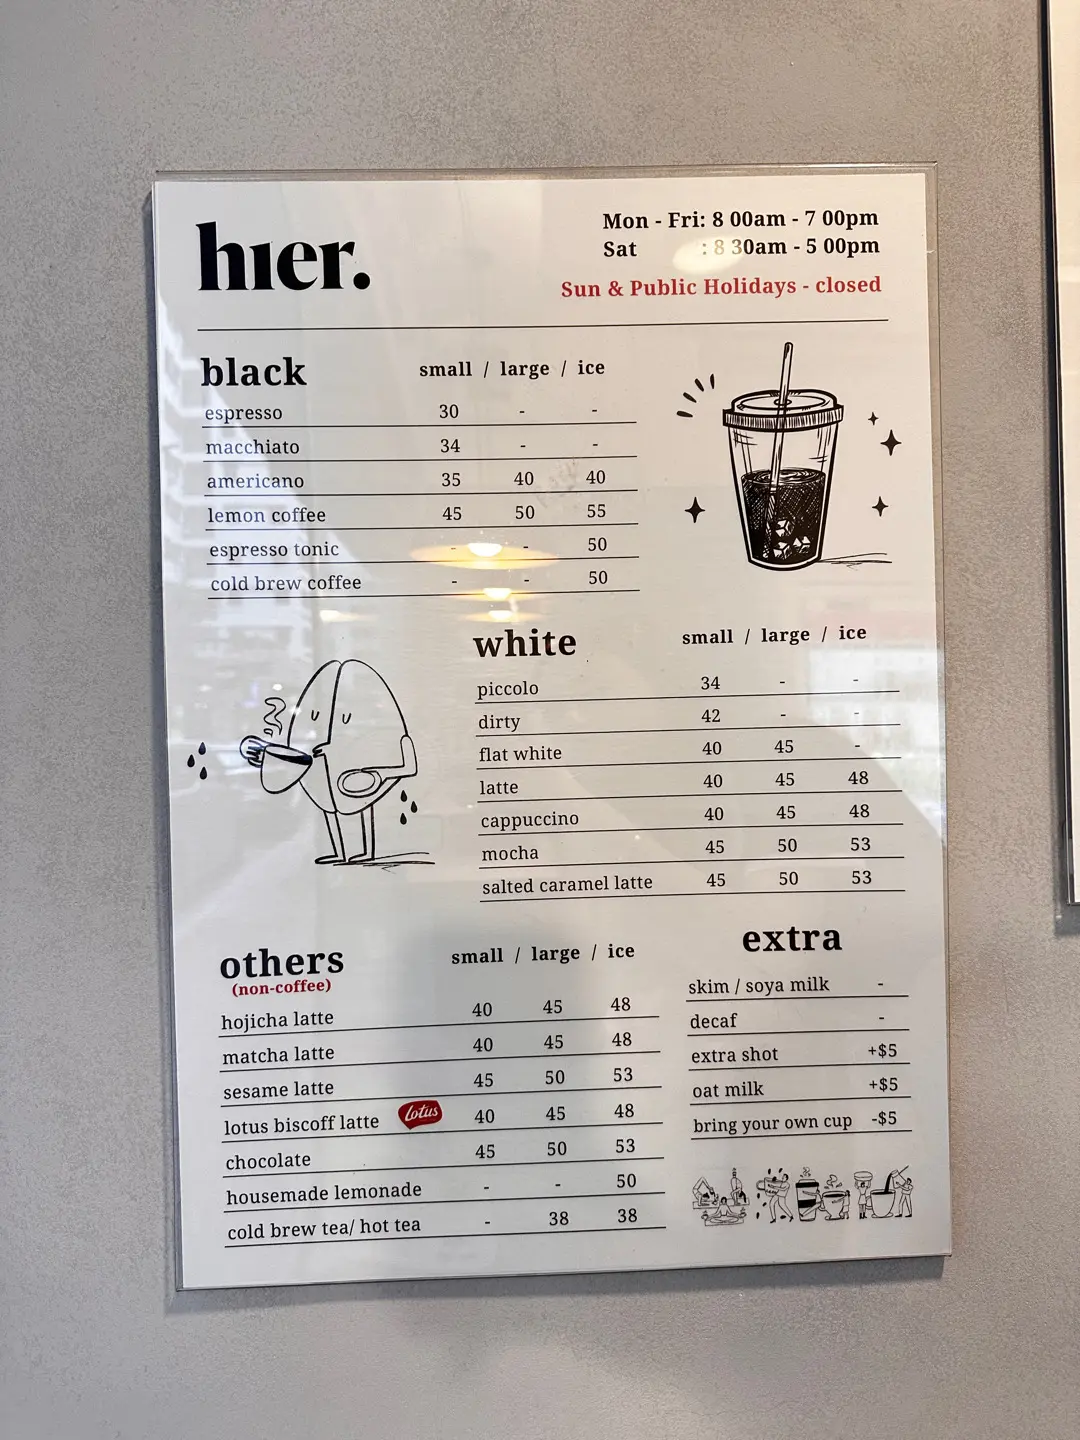 hier.
Mon - Fri: 8 00am - 7 00pm
Sat : 8 30am - 5 00pm
Sun & Public Holidays - closed
black small / large / ice
espresso 30 - -
macchiato 34 - -
americano 35 40 40
lemon coffee 45 50 55
espresso tonic - - 50
cold brew coffee - - 50
white small / large / ice
piccolo 34 - -
dirty 42 - -
flat white 40 45 -
latte 40 45 48
cappuccino 40 45 48
mocha 45 50 53
salted caramel latte 45 50 53
others small / large / ice
(non-coffee)
hojicha latte 40 45 48
matcha latte 40 45 48
sesame latte 45 50 53
lotus biscoff latte Lotus 40 45 48
chocolate 45 50 53
housemade lemonade - - 50
cold brew tea/ hot tea - 38 38
extra
skim / soya milk -
decaf -
extra shot +$5
oat milk +$5
bring your own cup -$5